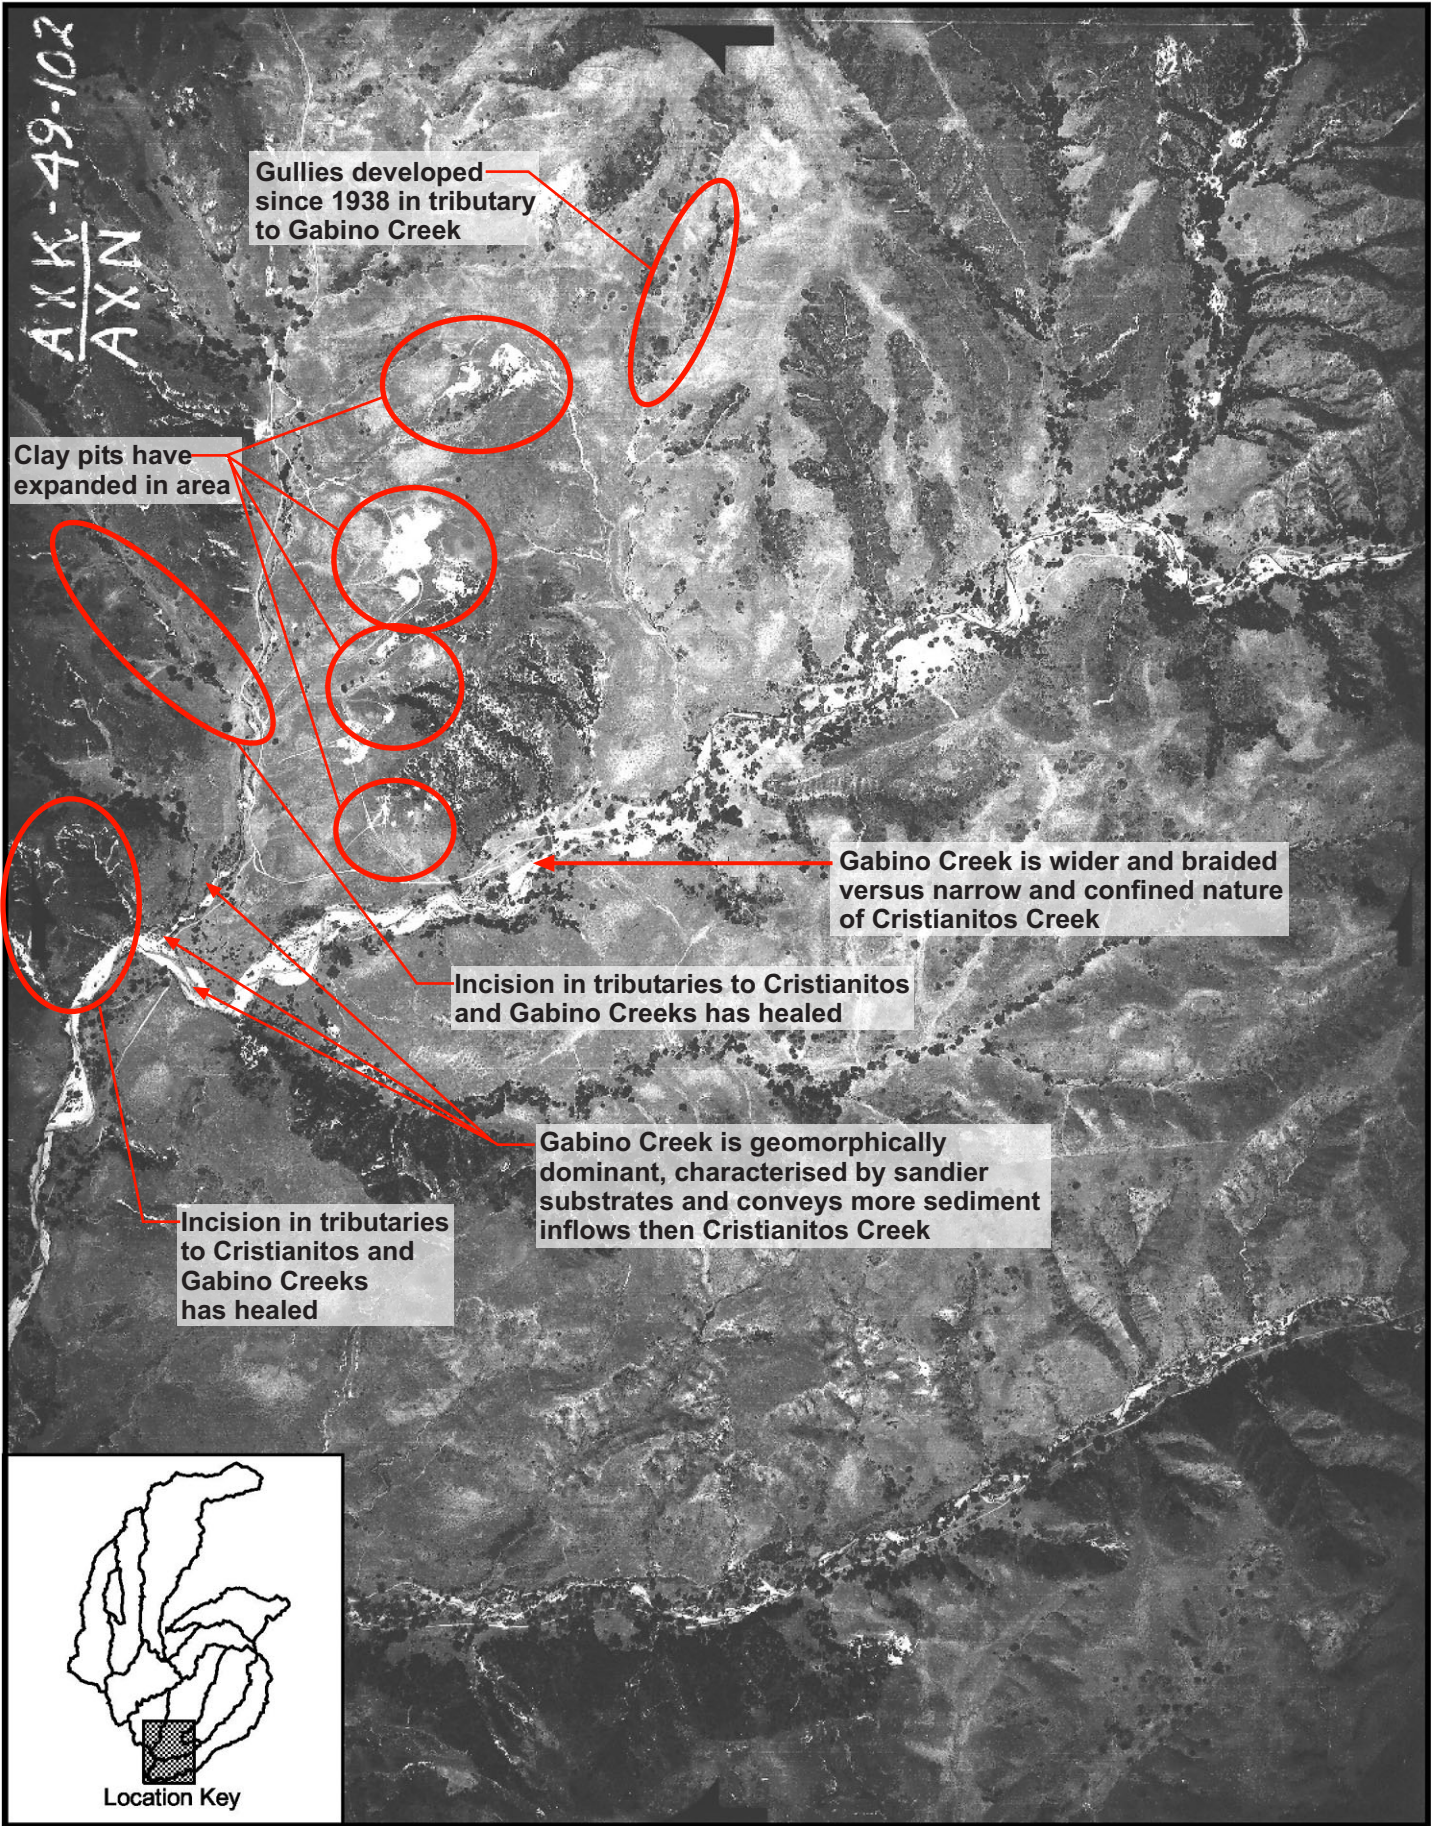 AXK-49-102
AXN
Gullies developed
since 1938 in tributary
to Gabino Creek
Clay pits have
expanded in area
Gabino Creek is wider and braided
versus narrow and confined nature
of Cristianitos Creek
Incision in tributaries to Cristianitos
and Gabino Creeks has healed
Gabino Creek is geomorphically
dominant, characterised by sandier
substrates and conveys more sediment
inflows then Cristianitos Creek
Incision in tributaries
to Cristianitos and
Gabino Creeks
has healed
Location Key